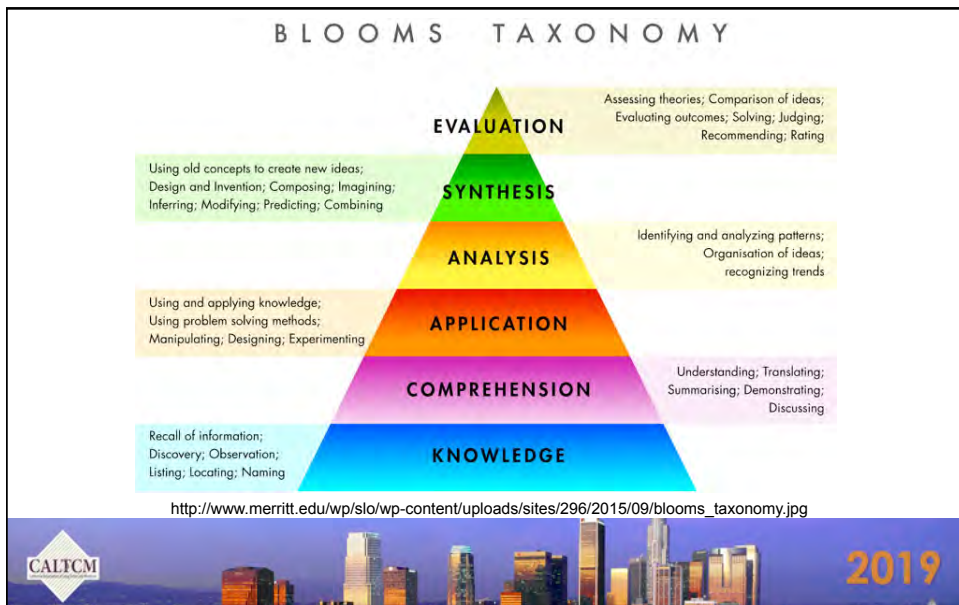 BLOOMS TAXONOMY
EVALUATION
Assessing theories; Comparison of ideas;
Evaluating outcomes; Solving; Judging;
Recommending; Rating
Using old concepts to create new ideas;
Design and Invention; Composing; Imagining;
Inferring; Modifying; Predicting; Combining
SYNTHESIS
ANALYSIS
Identifying and analyzing patterns;
Organisation of ideas;
recognizing trends
Using and applying knowledge;
Using problem solving methods;
Manipulating; Designing; Experimenting
APPLICATION
COMPREHENSION
Understanding; Translating;
Summarising; Demonstrating;
Discussing
Recall of information;
Discovery; Observation;
Listing; Locating; Naming
KNOWLEDGE
http://www.merritt.edu/wp/slo/wp-content/uploads/sites/296/2015/09/blooms_taxonomy.jpg
CALTCM
2019